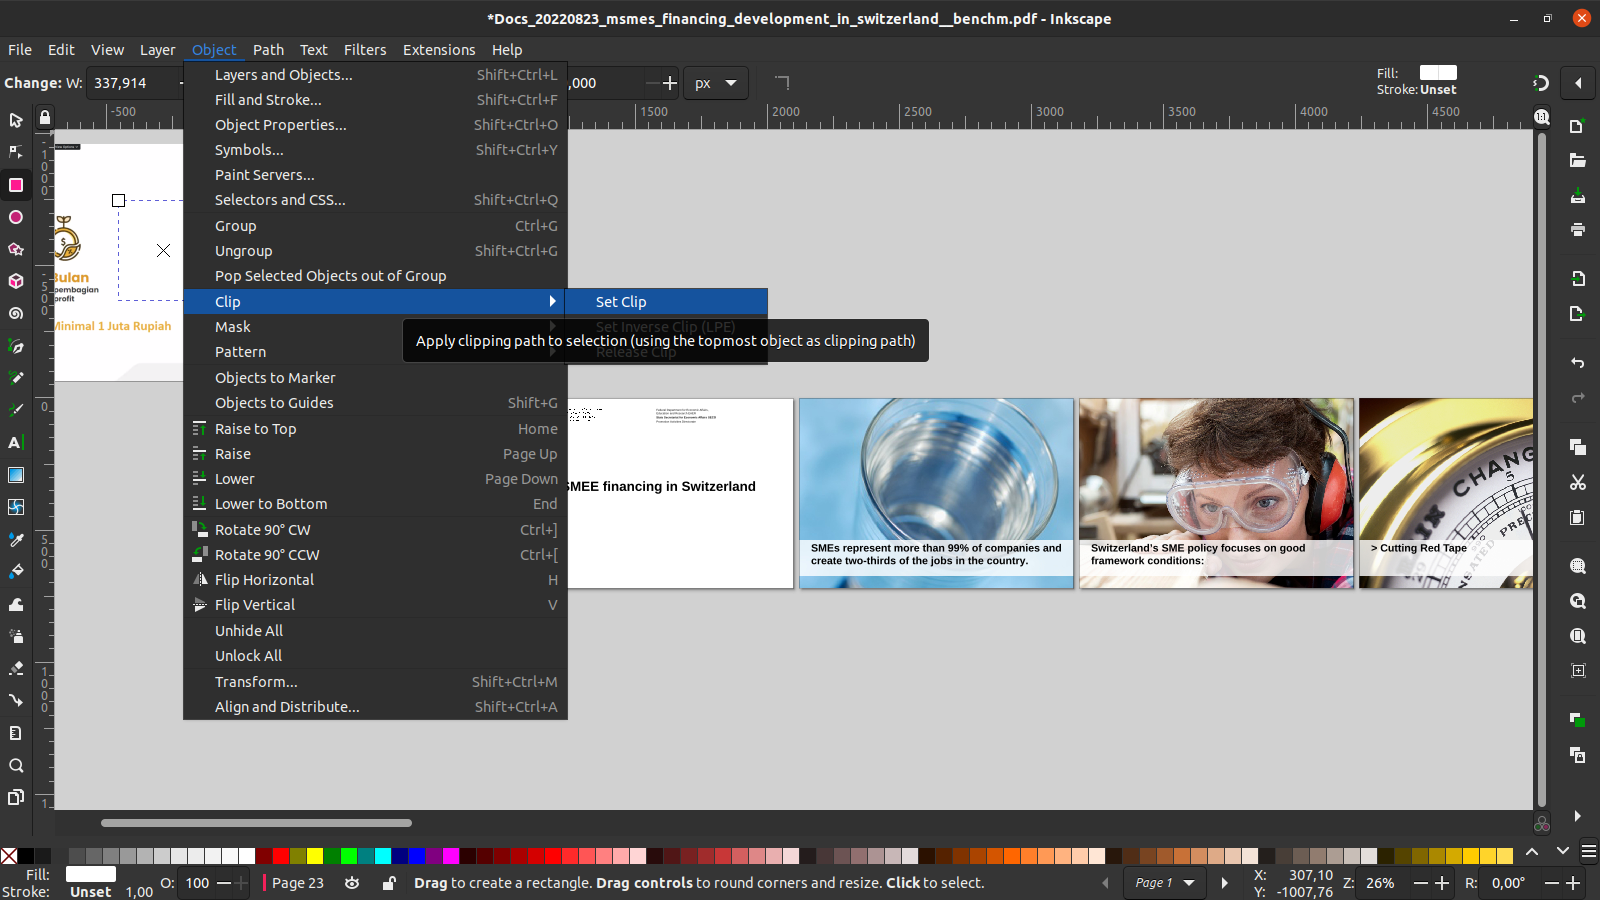 *Docs_20220823_msmes_financing_development_in_switzerland__benchm.pdf - Inkscape
File Edit View Layer Object Path Text Filters Extensions Help
Change: W: 337,914
,000
px
Fill:
Stroke: Unset
-500
1500
2000
2500
3000
3500
4000
4500
Layers and Objects... Shift+Ctrl+L
Fill and Stroke... Shift+Ctrl+F
Object Properties... Shift+Ctrl+O
Symbols... Shift+Ctrl+Y
Paint Servers...
Selectors and CSS... Shift+Ctrl+Q
Group Ctrl+G
Ungroup Shift+Ctrl+G
Pop Selected Objects out of Group
Clip
Mask
Pattern
Objects to Marker
Objects to Guides Shift+G
Raise to Top Home
Raise Page Up
Lower Page Down
Lower to Bottom End
Rotate 90° CW Ctrl+]
Rotate 90° CCW Ctrl+[
Flip Horizontal H
Flip Vertical V
Unhide All
Unlock All
Transform... Shift+Ctrl+M
Align and Distribute... Shift+Ctrl+A
Set Clip
Set Inverse Clip (LPE)
Release Clip
Apply clipping path to selection (using the topmost object as clipping path)
Bulan
pembagian
profit
Minimal 1 Juta Rupiah
SMEE financing in Switzerland
SMEs represent more than 99% of companies and
create two-thirds of the jobs in the country.
Switzerland's SME policy focuses on good
framework conditions:
> Cutting Red Tape
CHANG
Fill:
Stroke: Unset 1,00
O: 100
Page 23
Drag to create a rectangle. Drag controls to round corners and resize. Click to select.
Page 1
X: 307,10
Y: -1007,76
Z: 26%
R: 0,00°